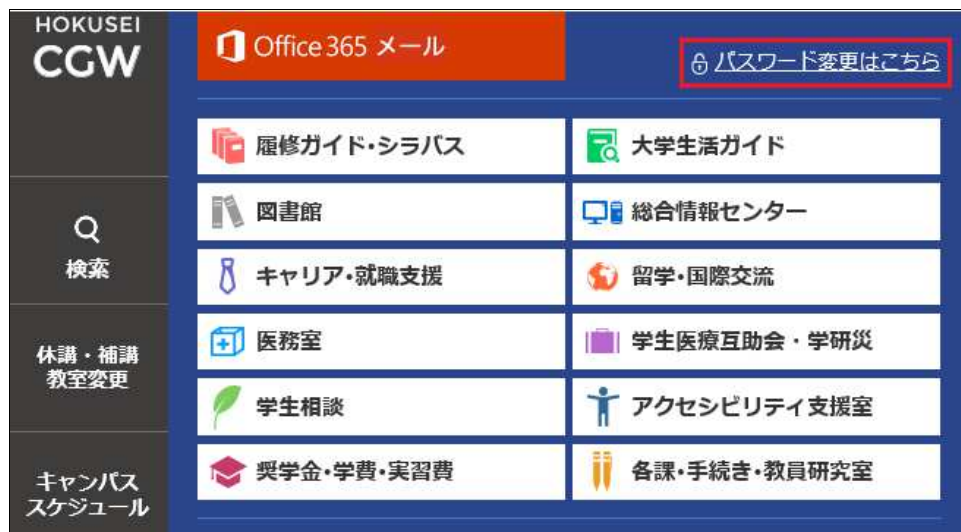 HOKUSEI
CGW
検索
休講・補講
教室変更
キャンパス
スケジュール
Office 365 メール
パスワード変更はこちら
履修ガイド・シラバス
大学生活ガイド
図書館
総合情報センター
キャリア・就職支援
留学・国際交流
医務室
学生医療互助会・学研災
学生相談
アクセシビリティ支援室
奨学金・学費・実習費
各課・手続き・教員研究室